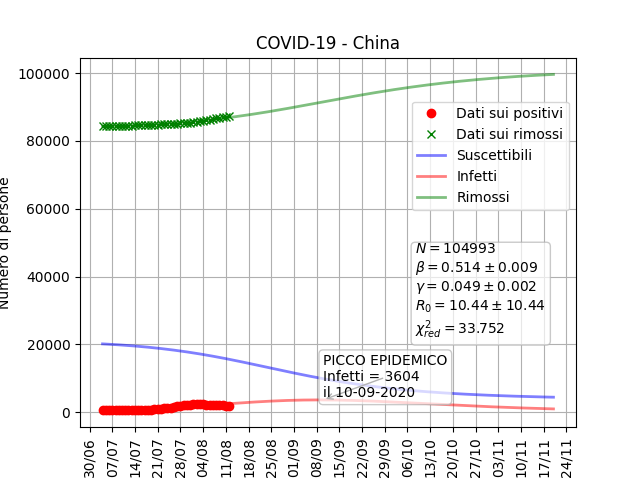 COVID-19 - China
Numero di persone
100000
80000
60000
40000
20000
0
Dati sui positivi
Dati sui rimossi
Suscettibili
Infetti
Rimossi
N = 104993
β = 0.514 ± 0.009
γ = 0.049 ± 0.002
R₀ = 10.44 ± 10.44
χ²red = 33.752
PICCO EPIDEMICO
Infetti = 3604
il 10-09-2020
30/06
07/07
14/07
21/07
28/07
04/08
11/08
18/08
25/08
01/09
08/09
15/09
22/09
29/09
06/10
13/10
20/10
27/10
03/11
10/11
17/11
24/11